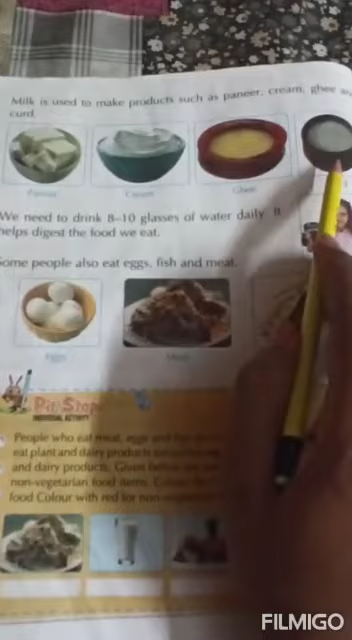 Milk is used to make products such as paneer, cream, ghee and
curd.
Paneer Cream Ghee
We need to drink 8–10 glasses of water daily. It
helps digest the food we eat.
Some people also eat eggs, fish and meat.
Eggs Meat
Pit Stop
INDIVIDUAL ACTIVITY
People who eat meat, eggs and fish
eat plant and dairy products
and dairy products. Given below are
non-vegetarian food items. Colour
food Colour with red for non-vegetarian
FILMIGO